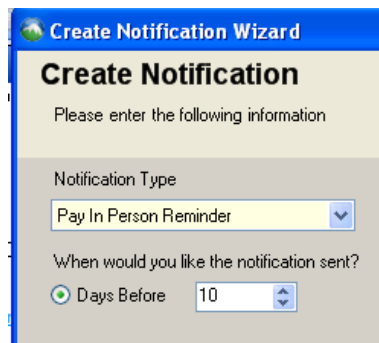 Create Notification Wizard
Create Notification
Please enter the following information
Notification Type
Pay In Person Reminder
When would you like the notification sent?
Days Before 10